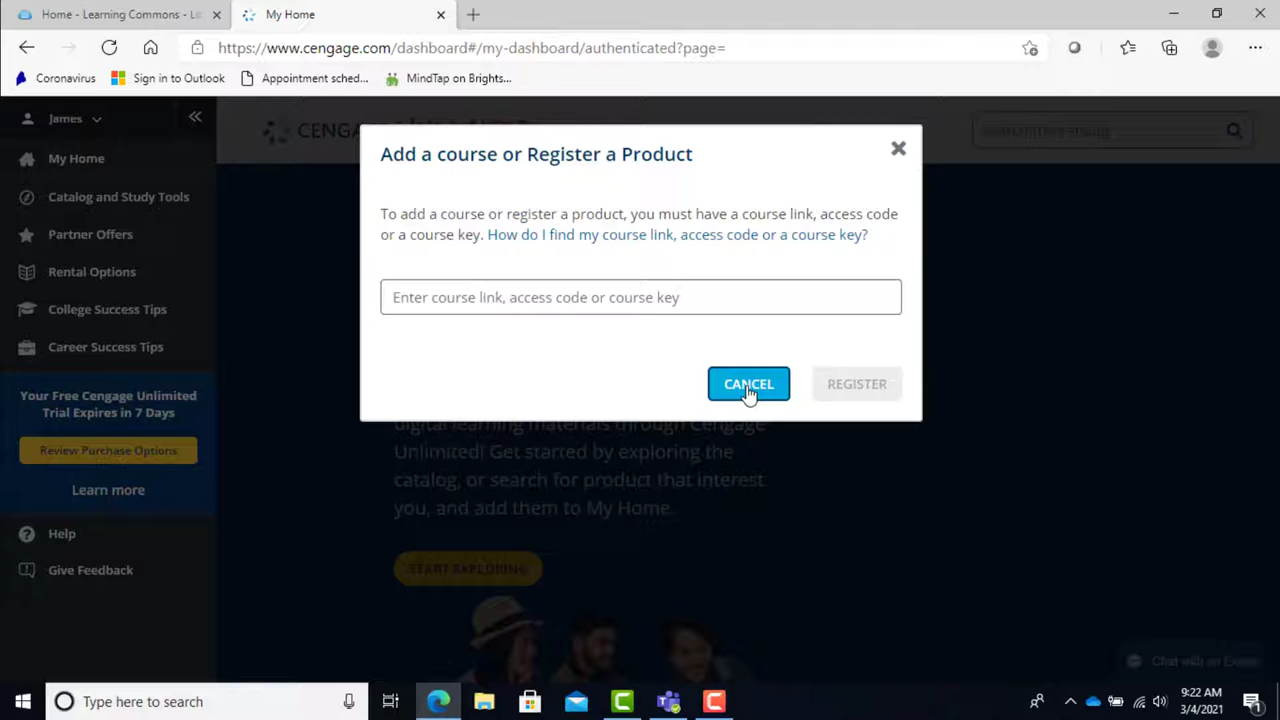 Home - Learning Commons - Li
My Home
https://www.cengage.com/dashboard#/my-dashboard/authenticated?page=
Coronavirus
Sign in to Outlook
Appointment sched...
MindTap on Brights...
James
CENGAGE
Add a course or Register a Product
My Home
Catalog and Study Tools
Partner Offers
Rental Options
College Success Tips
Career Success Tips
To add a course or register a product, you must have a course link, access code
or a course key. How do I find my course link, access code or a course key?
Enter course link, access code or course key
CANCEL
REGISTER
Your Free Cengage Unlimited
Trial Expires in 7 Days
Review Purchase Options
Learn more
Help
Give Feedback
digital learning materials through Cengage
Unlimited! Get started by exploring the
catalog, or search for product that interest
you, and add them to My Home.
START EXPLORING
Chat with an Expert
Type here to search
9:22 AM
3/4/2021
1